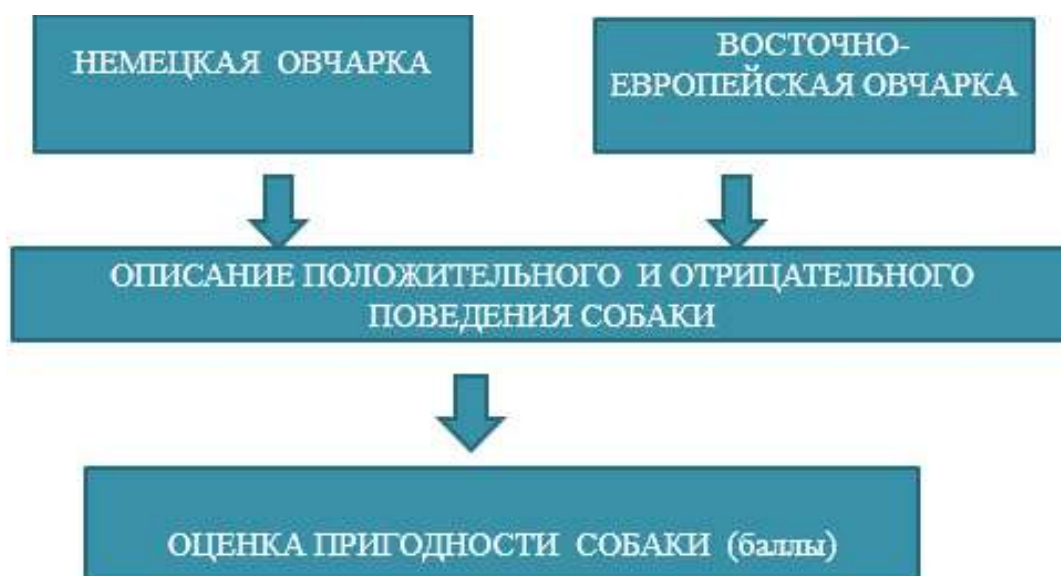 НЕМЕЦКАЯ ОВЧАРКА
ВОСТОЧНО-
ЕВРОПЕЙСКАЯ ОВЧАРКА
ОПИСАНИЕ ПОЛОЖИТЕЛЬНОГО И ОТРИЦАТЕЛЬНОГО
ПОВЕДЕНИЯ СОБАКИ
ОЦЕНКА ПРИГОДНОСТИ СОБАКИ (баллы)